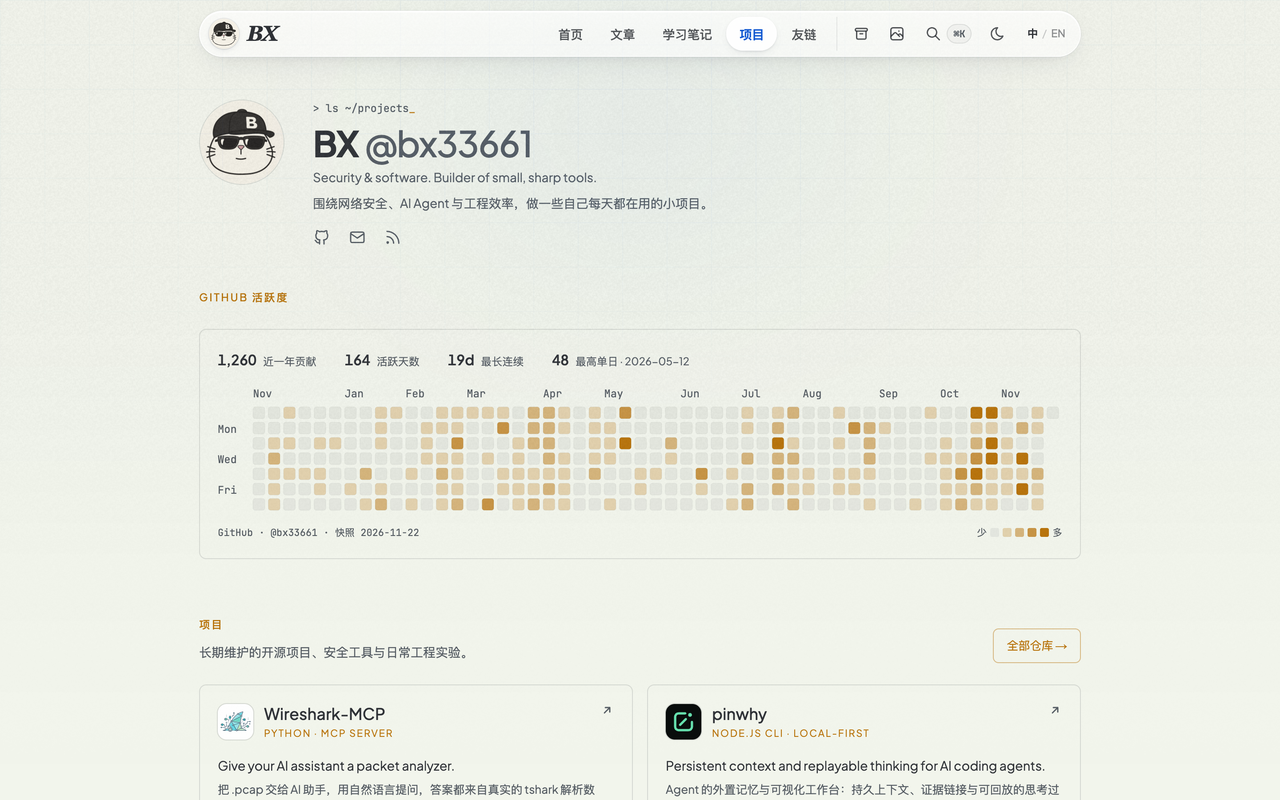 B BX 首页 文章 学习笔记 项目 友链 ⌘K 中 / EN
B
> ls ~/projects_
BX @bx33661
Security & software. Builder of small, sharp tools.
围绕网络安全、AI Agent 与工程效率，做一些自己每天都在用的小项目。
GITHUB 活跃度
1,260 近一年贡献 164 活跃天数 19d 最长连续 48 最高单日 · 2026-05-12
Nov Jan Feb Mar Apr May Jun Jul Aug Sep Oct Nov
Mon
Wed
Fri
GitHub · @bx33661 · 快照 2026-11-22 少 多
项目
长期维护的开源项目、安全工具与日常工程实验。
全部仓库 →
Wireshark-MCP
PYTHON · MCP SERVER
Give your AI assistant a packet analyzer.
把 .pcap 交给 AI 助手，用自然语言提问，答案都来自真实的 tshark 解析数
pinwhy
NODE.JS CLI · LOCAL-FIRST
Persistent context and replayable thinking for AI coding agents.
Agent 的外置记忆与可视化工作台：持久上下文、证据链接与可回放的思考过